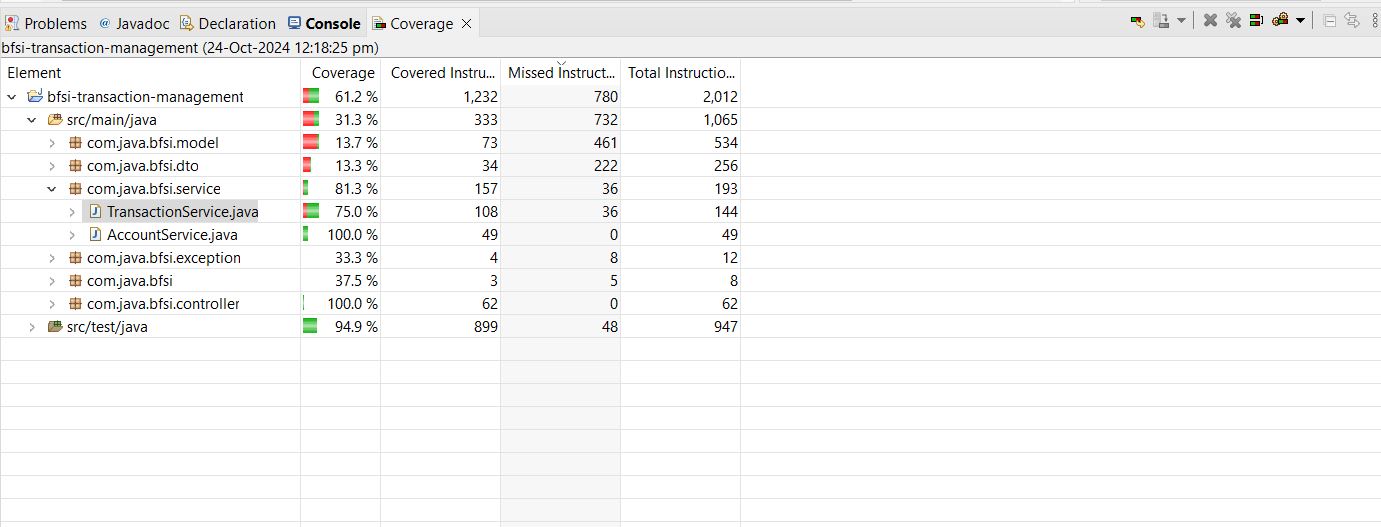 Problems @ Javadoc Declaration Console Coverage
bfsi-transaction-management (24-Oct-2024 12:18:25 pm)
Element Coverage Covered Instru... Missed Instruct... Total Instructio...
bfsi-transaction-management 61.2 % 1,232 780 2,012
src/main/java 31.3 % 333 732 1,065
com.java.bfsi.model 13.7 % 73 461 534
com.java.bfsi.dto 13.3 % 34 222 256
com.java.bfsi.service 81.3 % 157 36 193
TransactionService.java 75.0 % 108 36 144
AccountService.java 100.0 % 49 0 49
com.java.bfsi.exception 33.3 % 4 8 12
com.java.bfsi 37.5 % 3 5 8
com.java.bfsi.controller 100.0 % 62 0 62
src/test/java 94.9 % 899 48 947